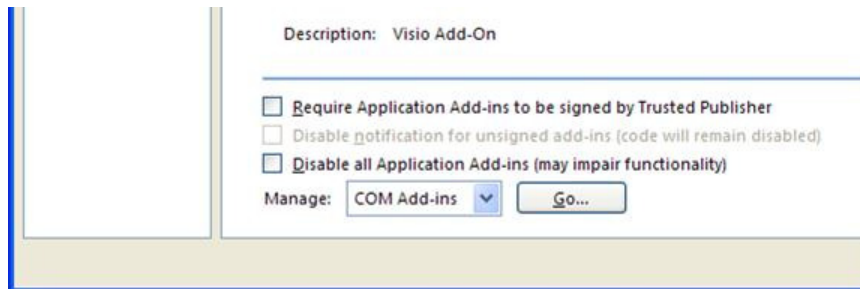 Description: Visio Add-On
Require Application Add-ins to be signed by Trusted Publisher
Disable notification for unsigned add-ins (code will remain disabled)
Disable all Application Add-ins (may impair functionality)
Manage: COM Add-ins Go...